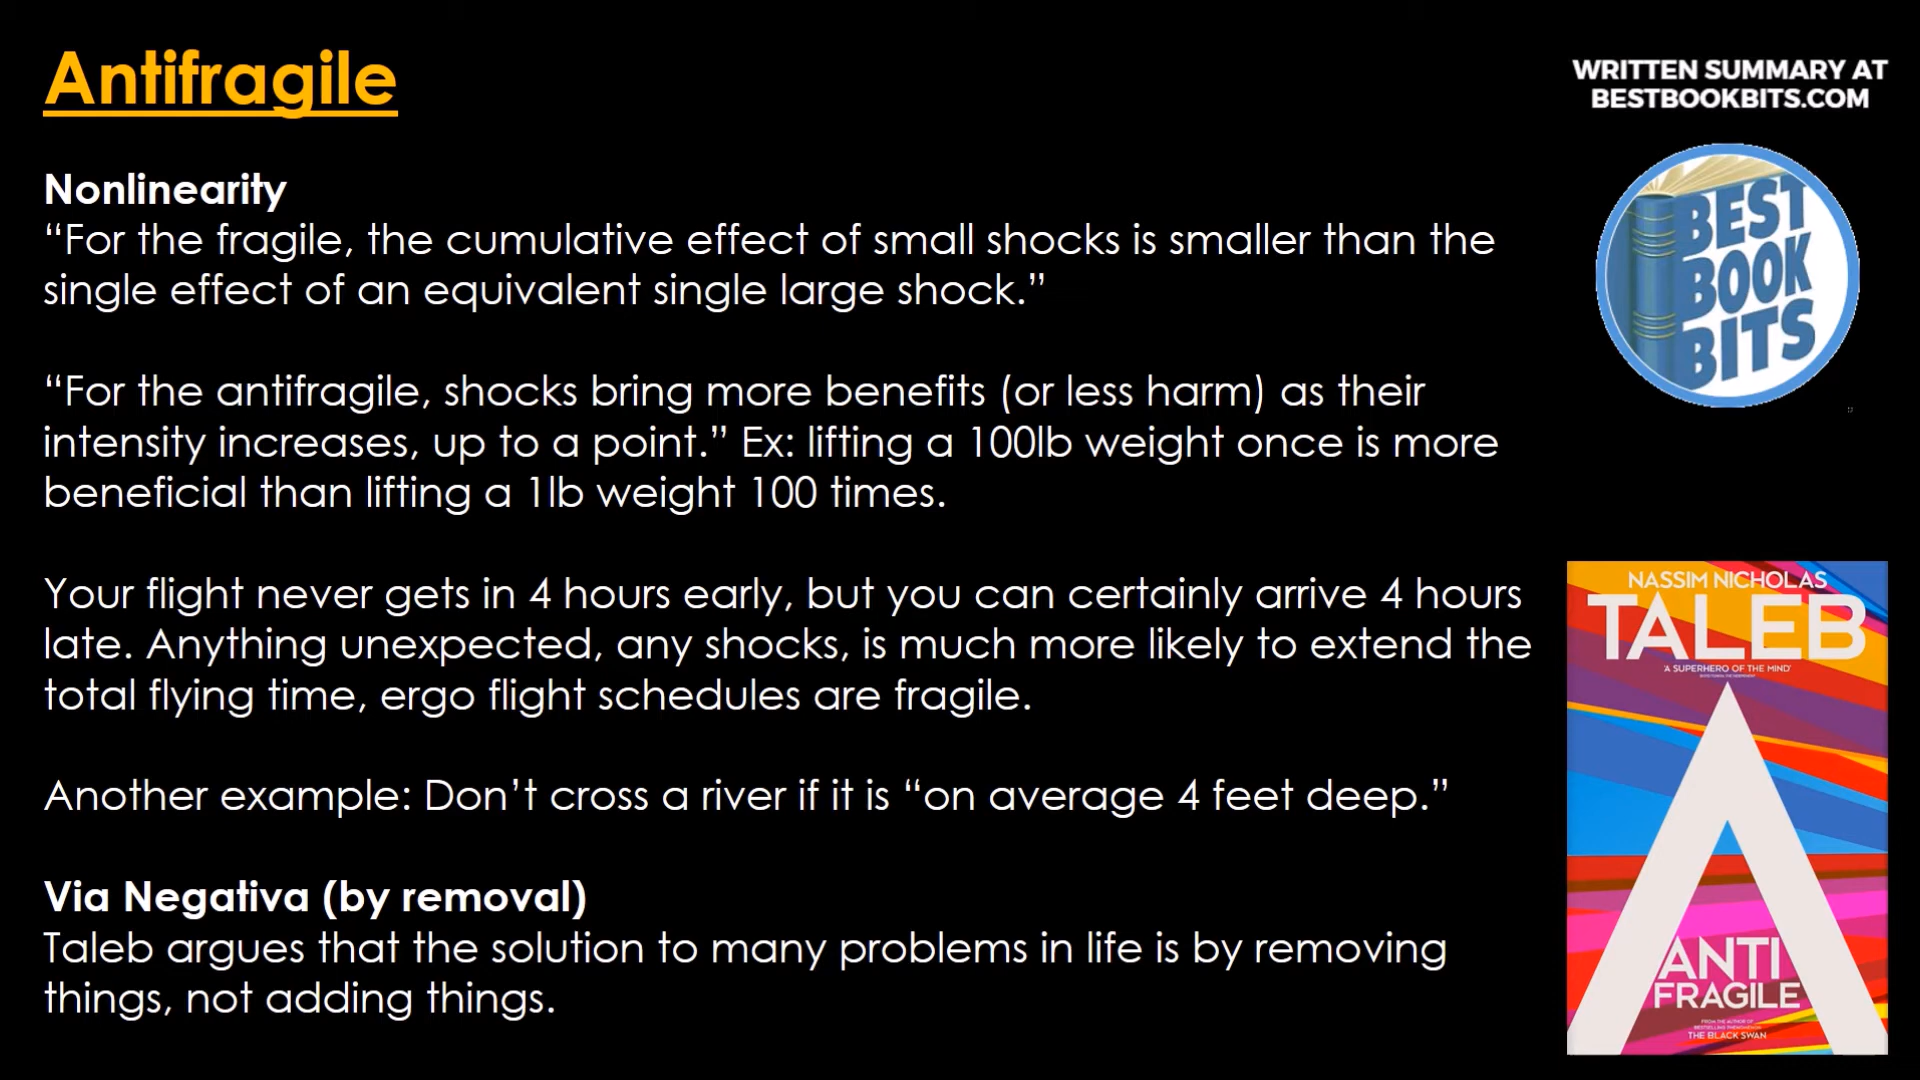 Antifragile
WRITTEN SUMMARY AT
BESTBOOKBITS.COM
Nonlinearity
“For the fragile, the cumulative effect of small shocks is smaller than the
single effect of an equivalent single large shock.”
“For the antifragile, shocks bring more benefits (or less harm) as their
intensity increases, up to a point.” Ex: lifting a 100lb weight once is more
beneficial than lifting a 1lb weight 100 times.
Your flight never gets in 4 hours early, but you can certainly arrive 4 hours
late. Anything unexpected, any shocks, is much more likely to extend the
total flying time, ergo flight schedules are fragile.
Another example: Don’t cross a river if it is “on average 4 feet deep.”
Via Negativa (by removal)
Taleb argues that the solution to many problems in life is by removing
things, not adding things.
BEST
BOOK
BITS
NASSIM NICHOLAS
TALEB
'A SUPERHERO OF THE MIND'
ANTI
FRAGILE
FROM THE AUTHOR OF
THE BLACK SWAN